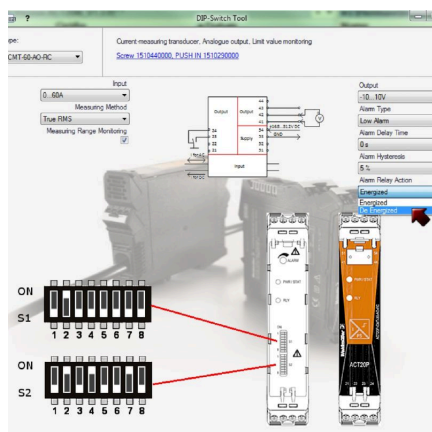 ?
DIP-Switch Tool
ype:
Current measuring transducer, Analogue output, Limit value monitoring
CMT-60-AO-RC
Screw 1510440000, PUSH IN 1510290000
Input
0...60A
Measuring Method
True RMS
Measuring Range Monitoring
Output
-10...10V
Alarm Type
Low Alarm
Alarm Delay Time
0 s
Alarm Hysteresis
5 %
Alarm Relay Action
Energized
Energized
De Energized
Output
Output
Supply
Input
GND
V
ALARM
RLY
ON
S1
1 2 3 4 5 6 7 8
ON
S2
1 2 3 4 5 6 7 8
ACT20P